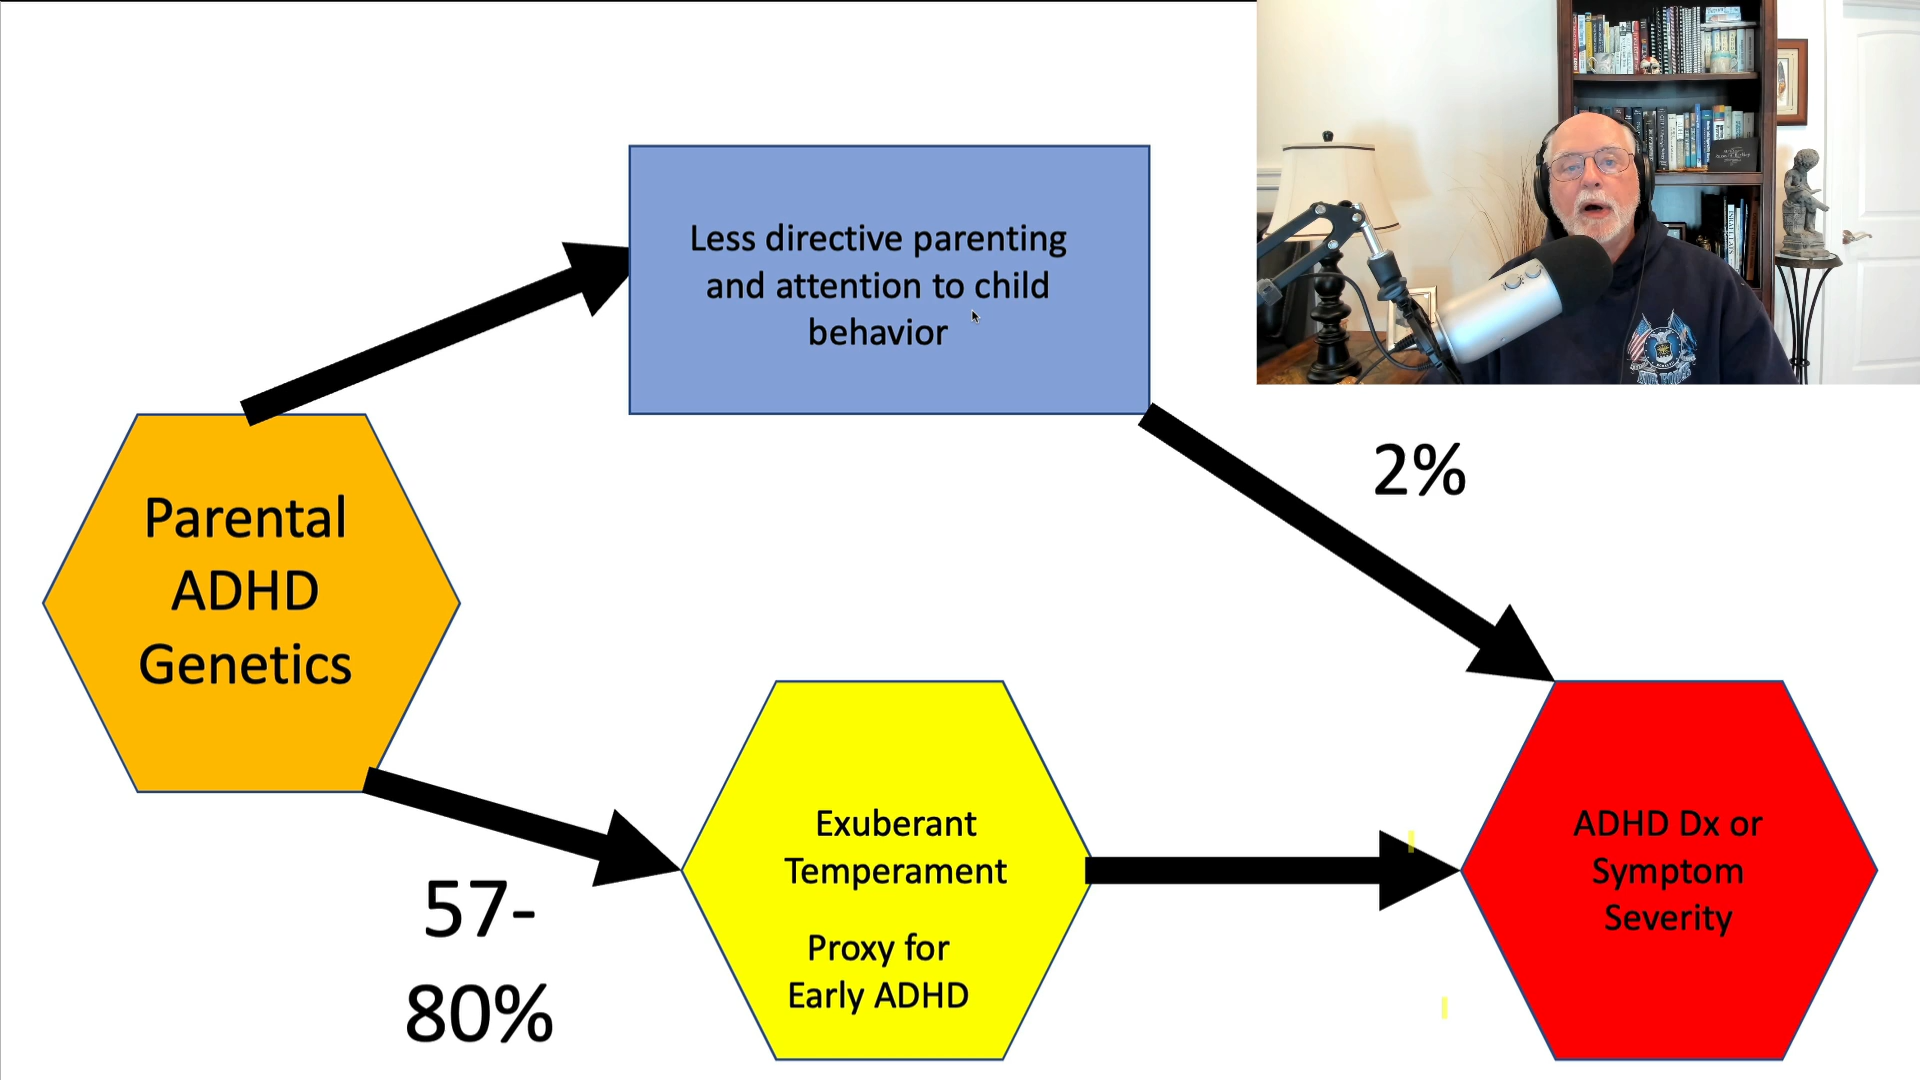 Less directive parenting
and attention to child
behavior
2%
Parental
ADHD
Genetics
57-
80%
Exuberant
Temperament
Proxy for
Early ADHD
ADHD Dx or
Symptom
Severity